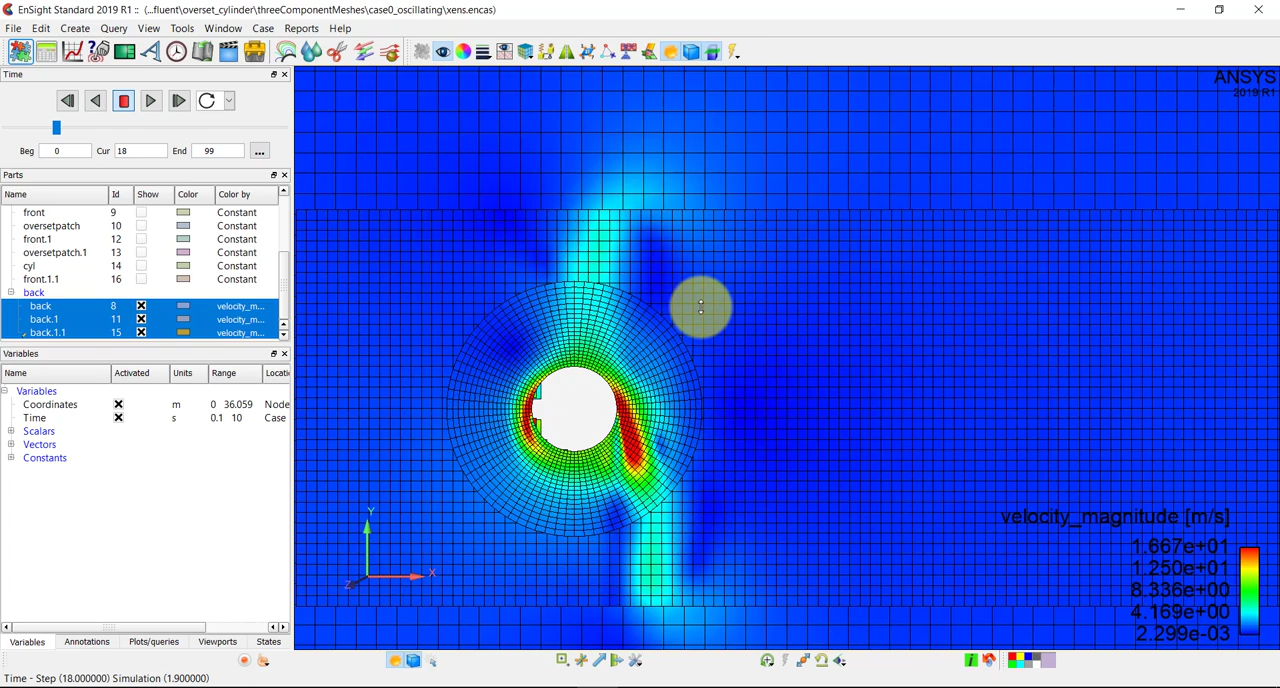 EnSight Standard 2019 R1 :: (...fluent\overset_cylinder\threeComponentMeshes\case0_oscillating\xens.encas)
File Edit Create Query View Tools Window Case Reports Help
Time
Beg 0 Cur 18 End 99 ...
Parts
Name Id Show Color Color by
front 9 Constant
oversetpatch 10 Constant
front.1 12 Constant
oversetpatch.1 13 Constant
cyl 14 Constant
front.1.1 16 Constant
back
back 8 velocity_m...
back.1 11 velocity_m...
back.1.1 15 velocity_m...
Variables
Name Activated Units Range Locati
Variables
Coordinates m 0 36.059 Node
Time s 0.1 10 Case
Scalars
Vectors
Constants
Variables Annotations Plots/queries Viewports States
Time - Step (18.000000) Simulation (1.900000)
ANSYS
2019 R1
Y
X
Z
velocity_magnitude [m/s]
1.667e+01
1.250e+01
8.336e+00
4.169e+00
2.299e-03